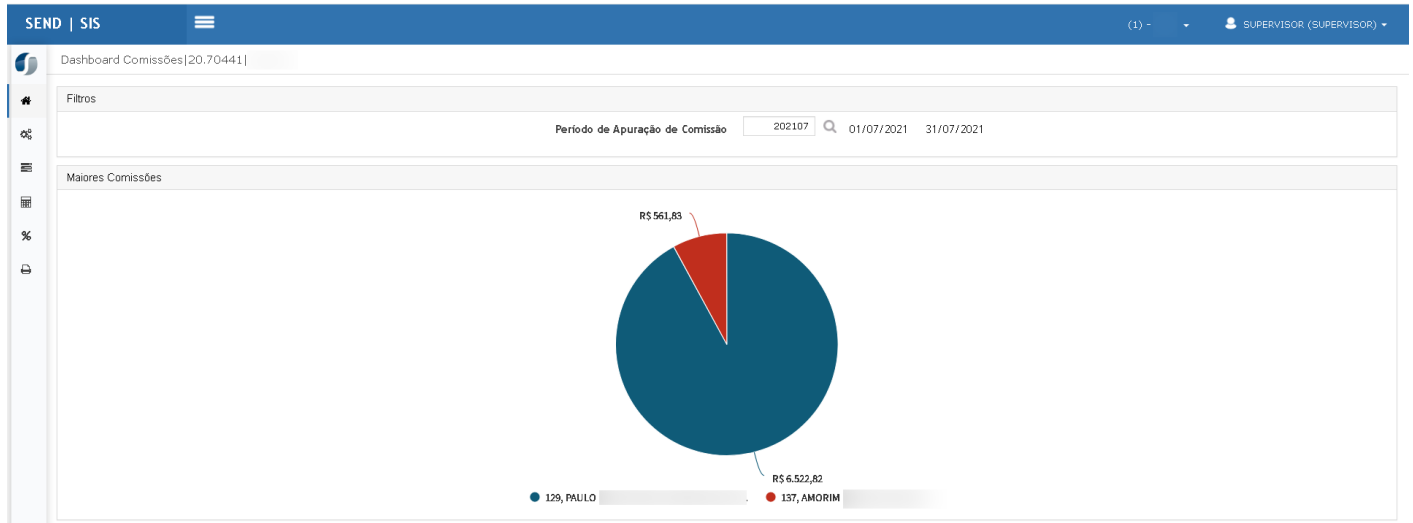 SEND | SIS (1) - SUPERVISOR (SUPERVISOR)
Dashboard Comissões|20.70441|
Filtros
Período de Apuração de Comissão 202107 01/07/2021 31/07/2021
Maiores Comissões
R$ 561,83
R$ 6.522,82
129, PAULO . 137, AMORIM